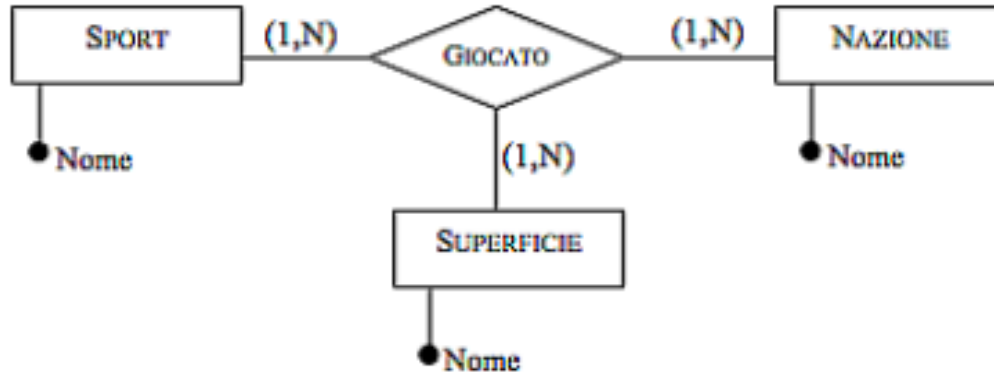 SPORT (1,N) GIOCATO (1,N) NAZIONE
Nome Nome
(1,N)
SUPERFICIE
Nome